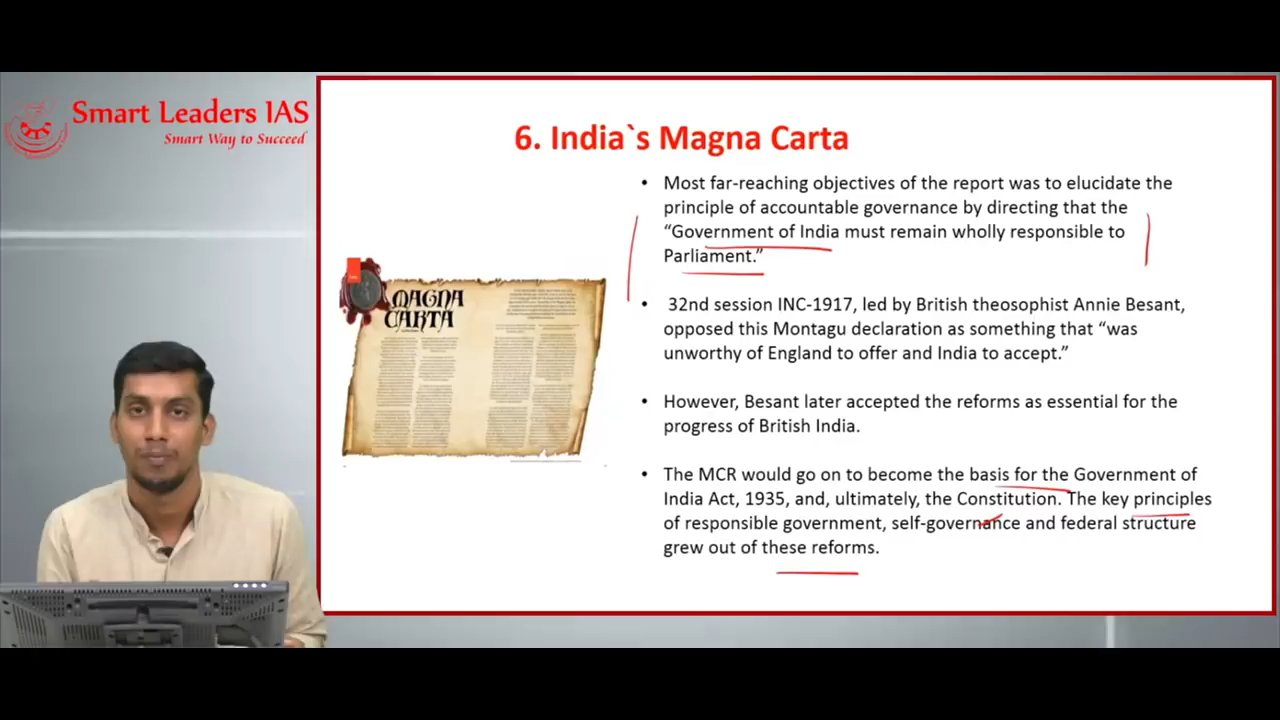 Smart Leaders IAS
Smart Way to Succeed
6. India`s Magna Carta
• Most far-reaching objectives of the report was to elucidate the
principle of accountable governance by directing that the
“Government of India must remain wholly responsible to
Parliament.”
• 32nd session INC-1917, led by British theosophist Annie Besant,
opposed this Montagu declaration as something that “was
unworthy of England to offer and India to accept.”
• However, Besant later accepted the reforms as essential for the
progress of British India.
• The MCR would go on to become the basis for the Government of
India Act, 1935, and, ultimately, the Constitution. The key principles
of responsible government, self-governance and federal structure
grew out of these reforms.
MAGNA
CARTA